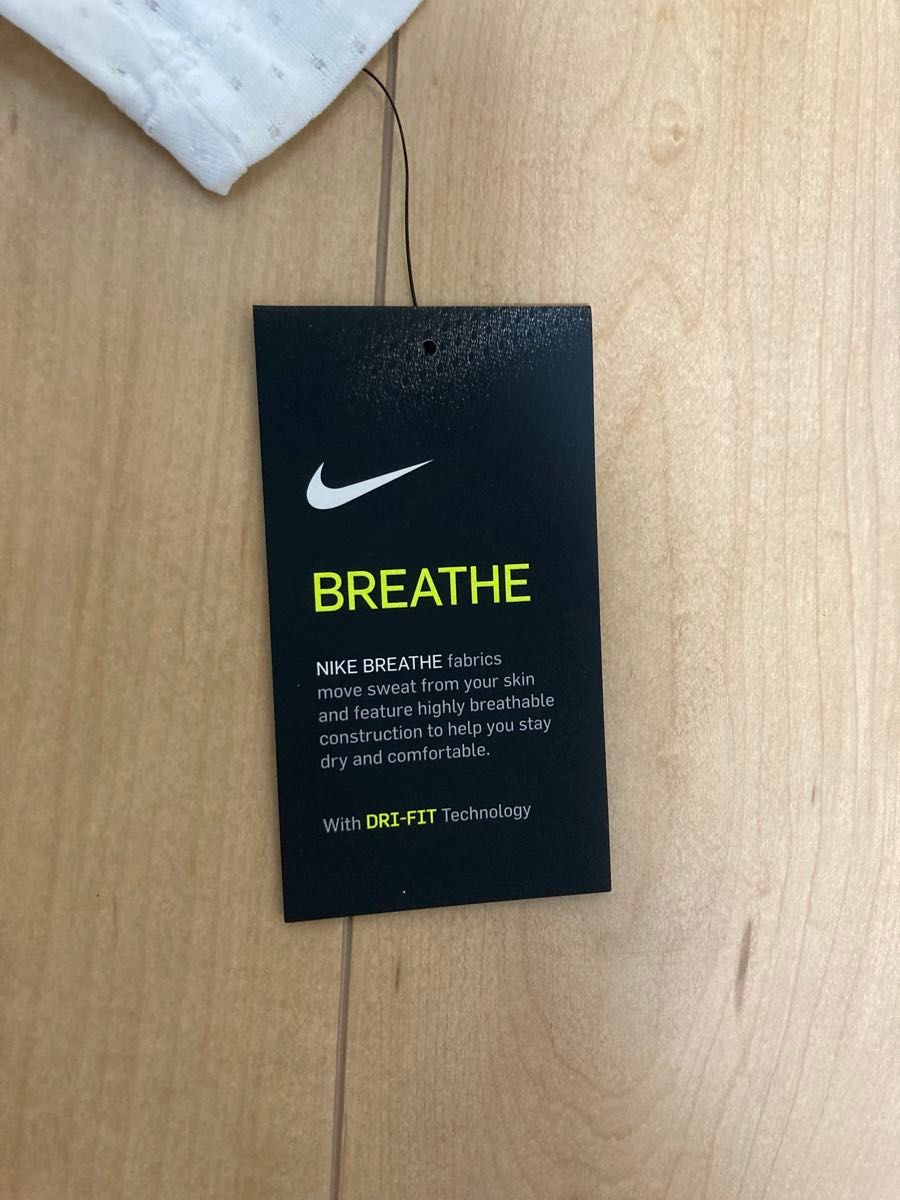 BREATHE
NIKE BREATHE fabrics
move sweat from your skin
and feature highly breathable
construction to help you stay
dry and comfortable.
With DRI-FIT Technology